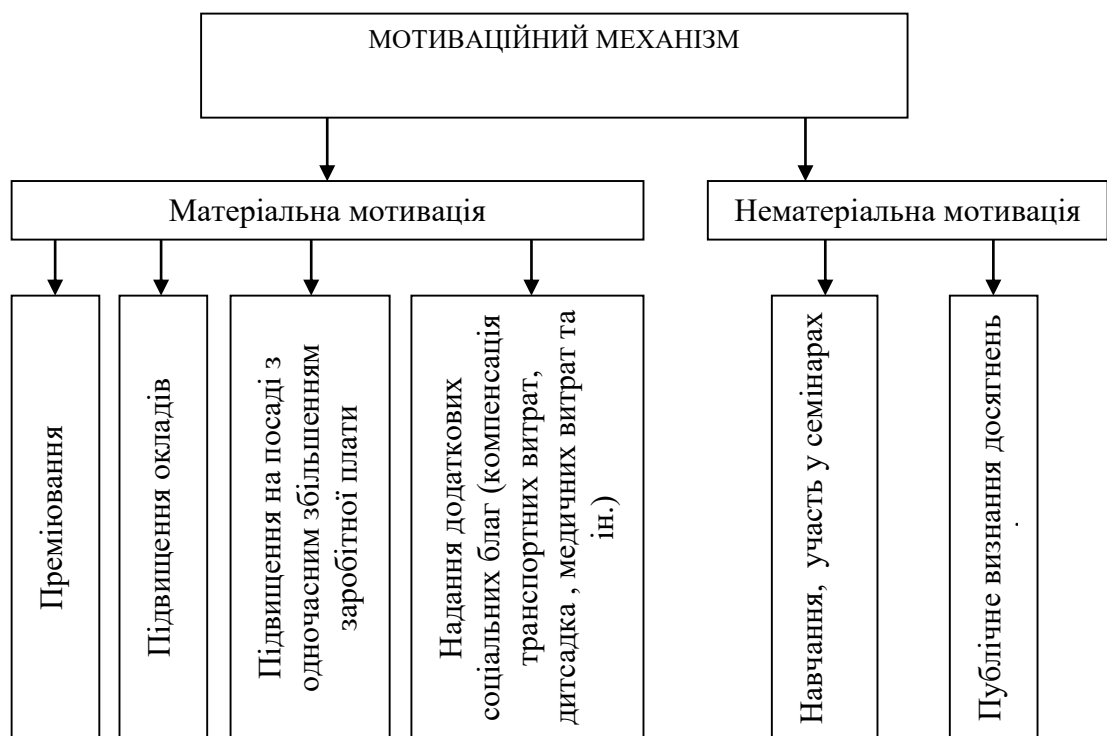 МОТИВАЦІЙНИЙ МЕХАНІЗМ
Матеріальна мотивація
Нематеріальна мотивація
Преміювання
Підвищення окладів
Підвищення на посаді з
одночасним збільшенням
заробітної плати
Надання додаткових
соціальних благ (компенсація
транспортних витрат,
дитсадка , медичних витрат та
ін.)
Навчання,  участь у семінарах
Публічне визнання досягнень
.